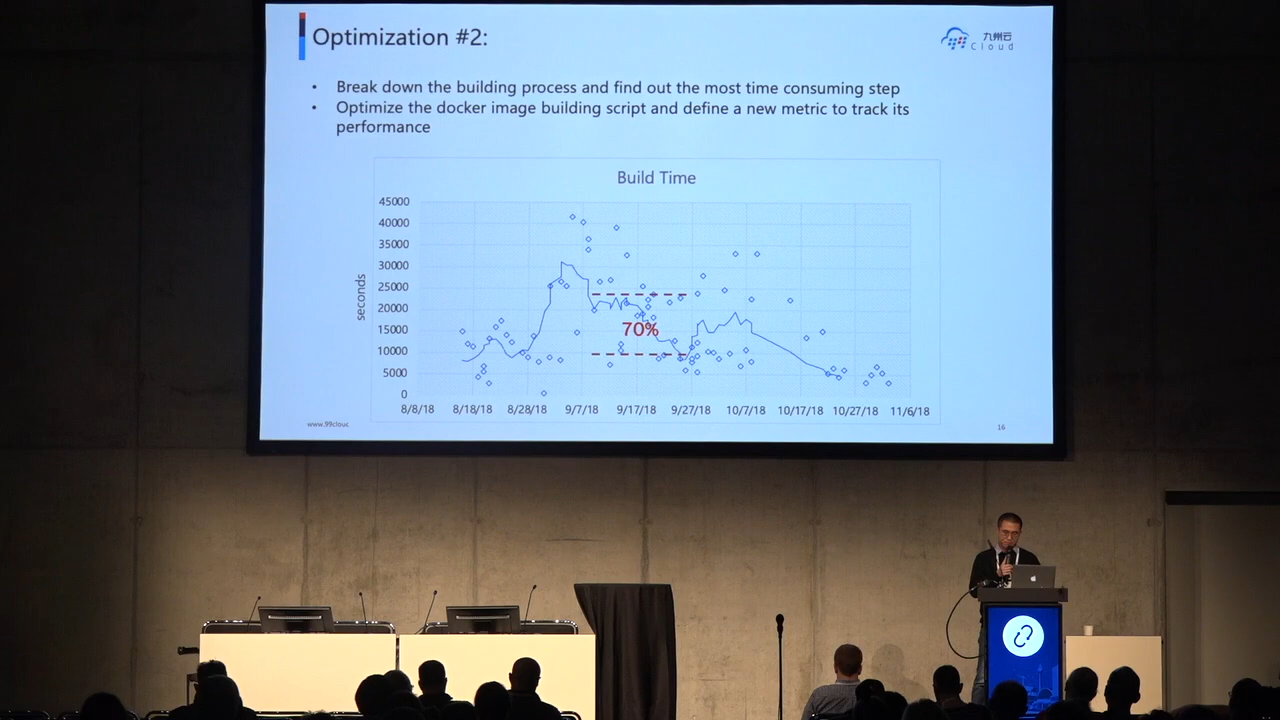 Optimization #2:
九州云
Cloud
• Break down the building process and find out the most time consuming step
• Optimize the docker image building script and define a new metric to track its
performance
Build Time
45000
40000
35000
30000
25000
20000
15000
10000
5000
0
seconds
70%
8/8/18 8/18/18 8/28/18 9/7/18 9/17/18 9/27/18 10/7/18 10/17/18 10/27/18 11/6/18
www.99clouc
16